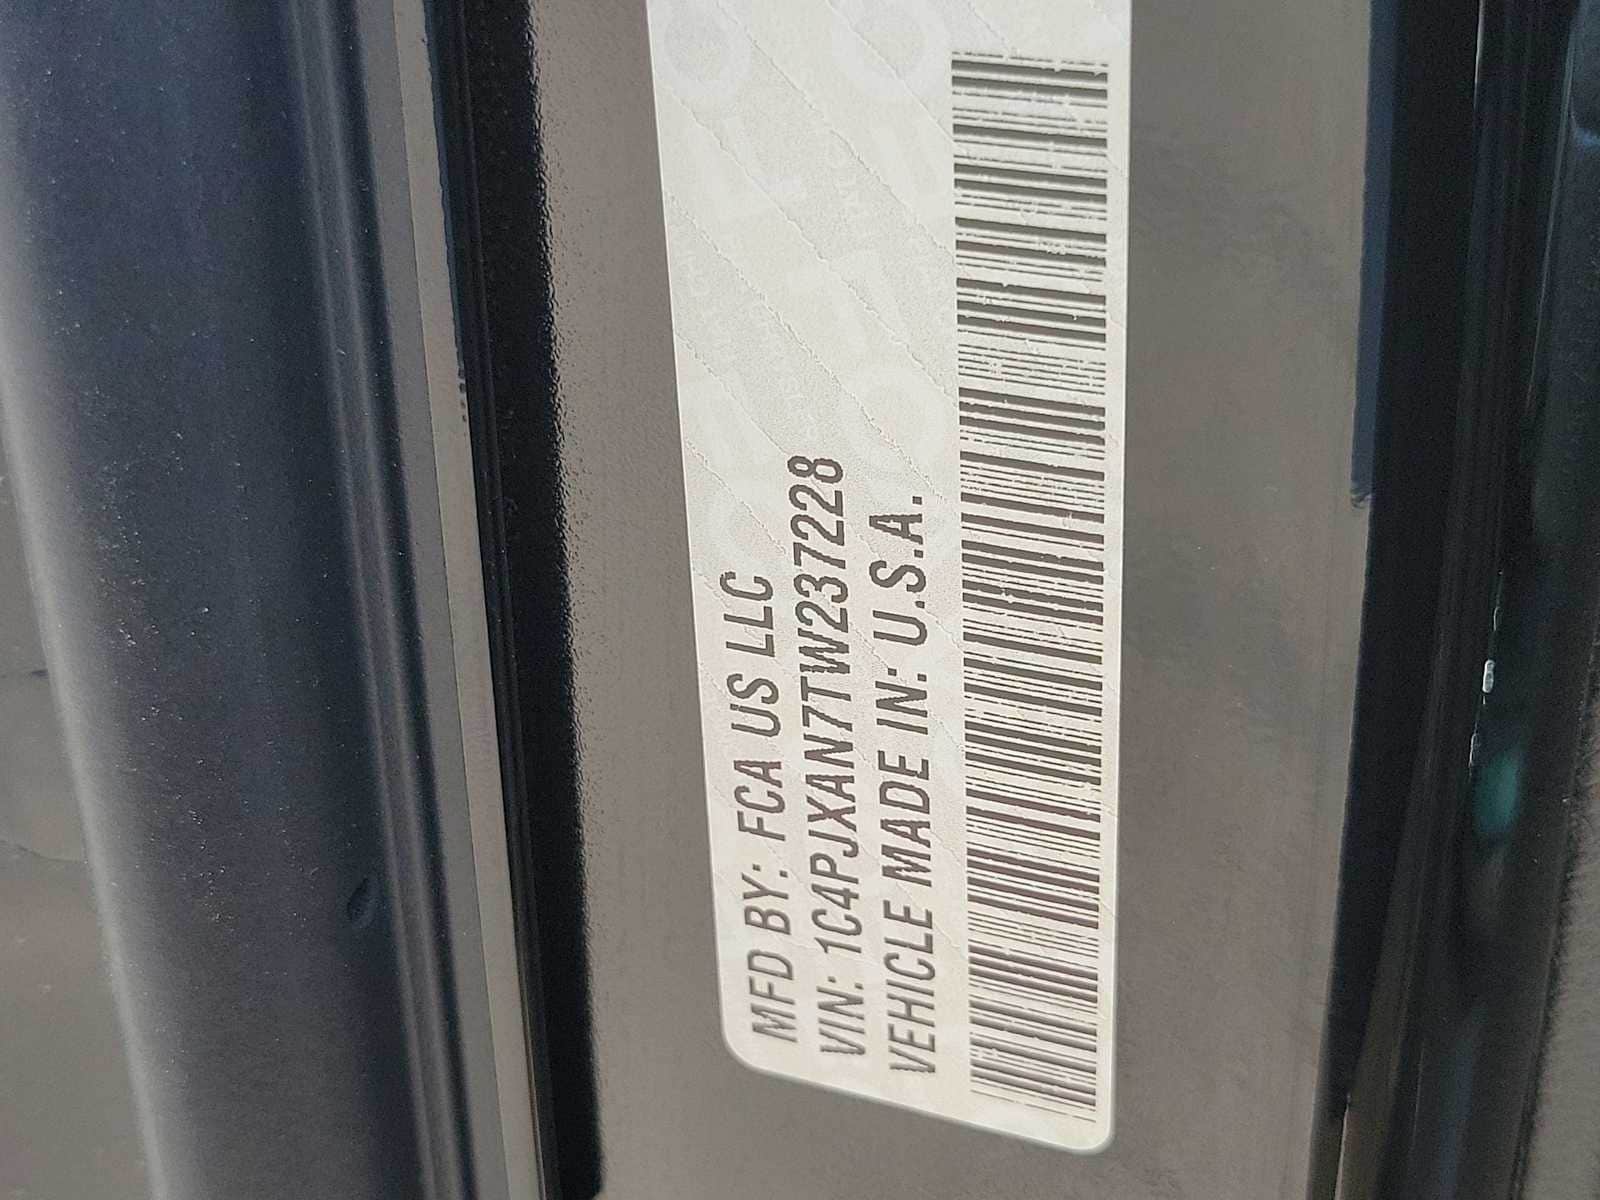 MFD BY: FCA US LLC
VIN: 1C4PJXAN7TW237228
VEHICLE MADE IN: U.S.A.